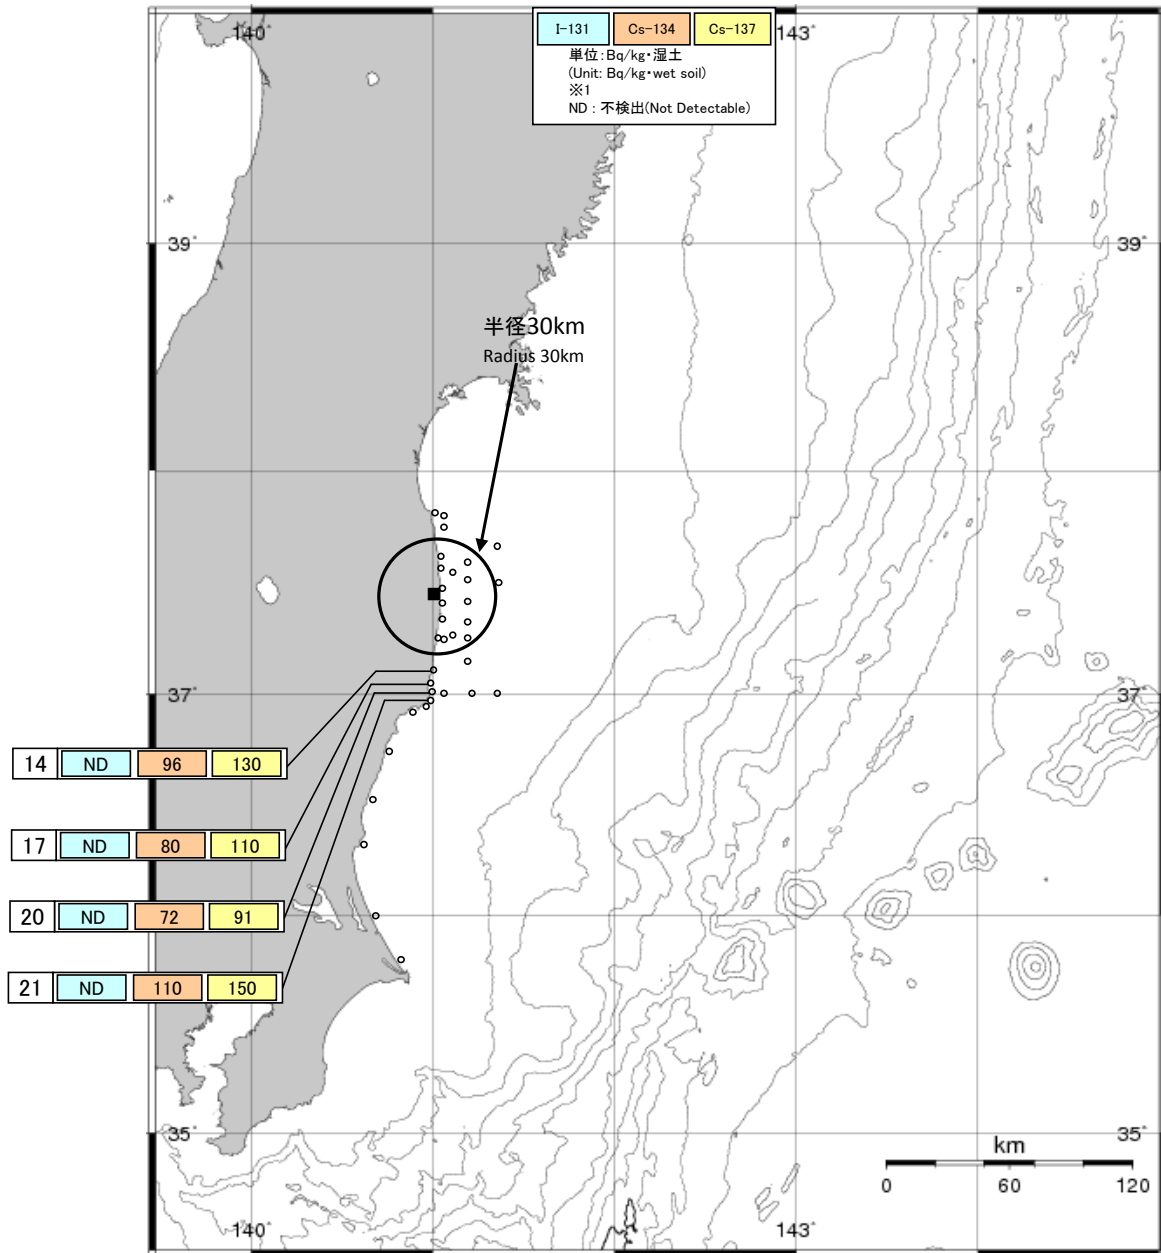 140° 143°
I-131 Cs-134 Cs-137
単位:Bq/kg・湿土
(Unit: Bq/kg・wet soil)
※1
ND : 不検出(Not Detectable)
39° 39°
半径30km
Radius 30km
37° 37°
14 ND 96 130
17 ND 80 110
20 ND 72 91
21 ND 110 150
35° 35°
km
0 60 120
140° 143°